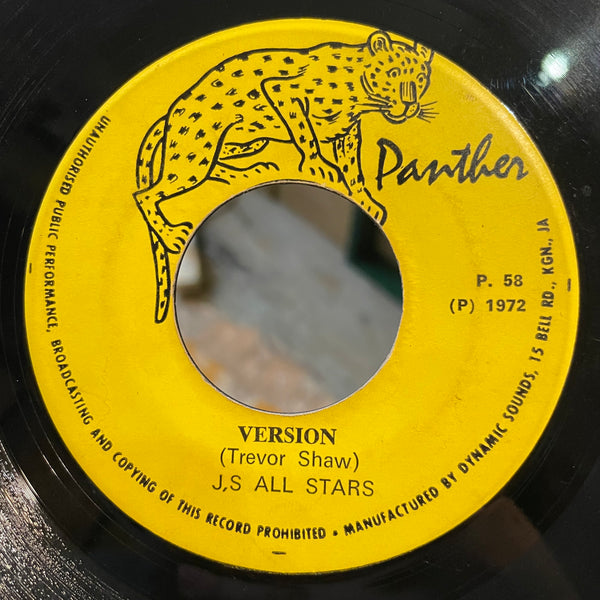 Panther
P. 58
(P) 1972
VERSION
(Trevor Shaw)
J,S ALL STARS
UNAUTHORISED PUBLIC PERFORMANCE, BROADCASTING AND COPYING OF THIS RECORD PROHIBITED • MANUFACTURED BY DYNAMIC SOUNDS, 15 BELL RD., KGN., JA